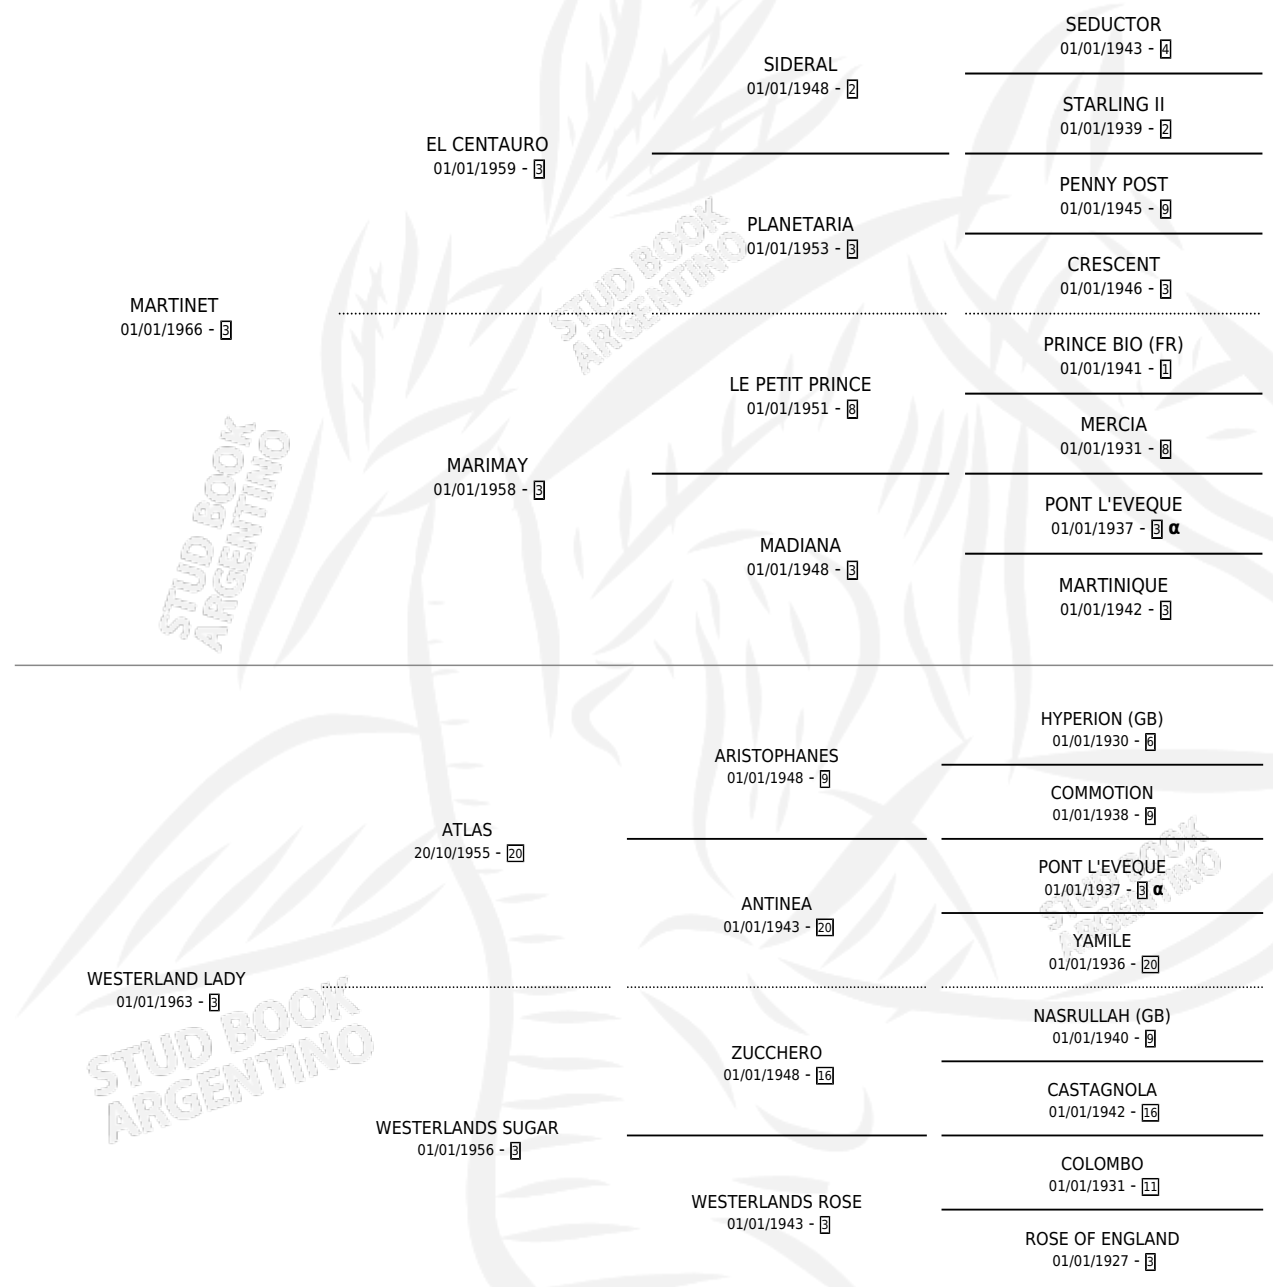 SEDUCTOR
01/01/1943 - 4
SIDERAL
01/01/1948 - 2
STARLING II
01/01/1939 - 2
EL CENTAURO
01/01/1959 - 3
PENNY POST
01/01/1945 - 9
PLANETARIA
01/01/1953 - 3
CRESCENT
01/01/1946 - 3
MARTINET
01/01/1966 - 3
PRINCE BIO (FR)
01/01/1941 - 1
LE PETIT PRINCE
01/01/1951 - 8
MERCIA
01/01/1931 - 8
MARIMAY
01/01/1958 - 3
PONT L'EVEQUE
01/01/1937 - 3 α
MADIANA
01/01/1948 - 3
MARTINIQUE
01/01/1942 - 3
STUD BOOK
ARGENTINO
STUD BOOK
ARGENTINO
HYPERION (GB)
01/01/1930 - 6
ARISTOPHANES
01/01/1948 - 9
COMMOTION
01/01/1938 - 9
ATLAS
20/10/1955 - 20
PONT L'EVEQUE
01/01/1937 - 3 α
ANTINEA
01/01/1943 - 20
YAMILE
01/01/1936 - 20
WESTERLAND LADY
01/01/1963 - 3
NASRULLAH (GB)
01/01/1940 - 9
ZUCCHERO
01/01/1948 - 16
CASTAGNOLA
01/01/1942 - 16
WESTERLANDS SUGAR
01/01/1956 - 3
COLOMBO
01/01/1931 - 11
WESTERLANDS ROSE
01/01/1943 - 3
ROSE OF ENGLAND
01/01/1927 - 3
STUD BOOK
ARGENTINO
STUD BOOK
ARGENTINO